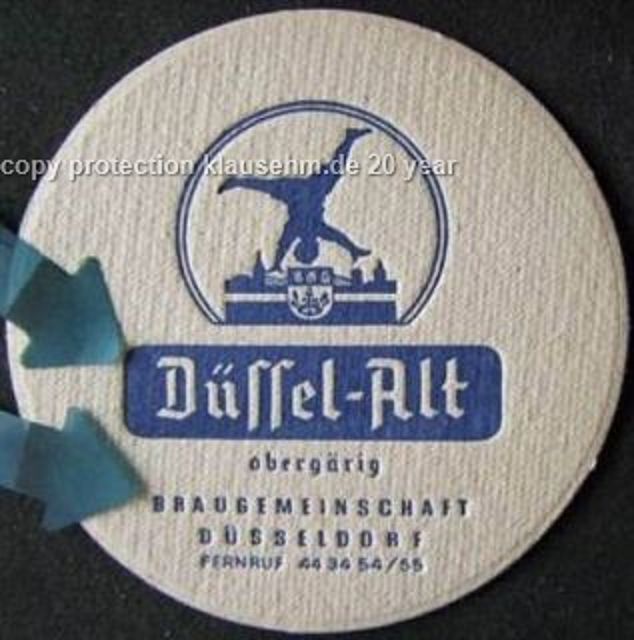 copy protection klausehm.de 20 year
B G
Düssel-Alt
obergärig
BRAUGEMEINSCHAFT
DÜSSELDORF
FERNRUF 44 34 54/55